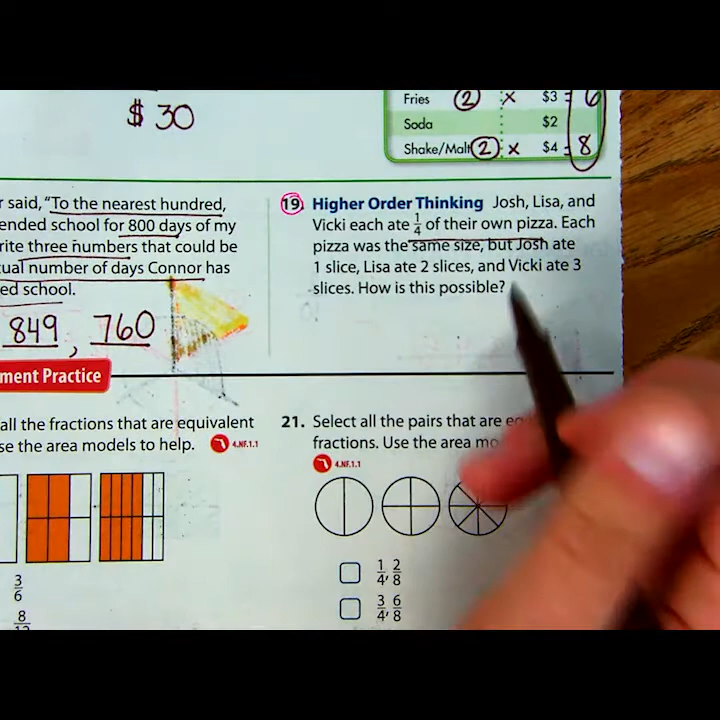 $ 30
Fries 2 x $3 = 6
Soda $2
Shake/Malt 2 x $4 = 8
r said, "To the nearest hundred,
ended school for 800 days of my
rite three numbers that could be
tual number of days Connor has
ed school.
849, 760
19. Higher Order Thinking Josh, Lisa, and
Vicki each ate 1/4 of their own pizza. Each
pizza was the same size, but Josh ate
1 slice, Lisa ate 2 slices, and Vicki ate 3
slices. How is this possible?
ment Practice
all the fractions that are equivalent
se the area models to help. 4.NF.1.1
3/6
8
21. Select all the pairs that are
fractions. Use the area
4.NF.1.1
1/4, 2/8
3/4, 6/8